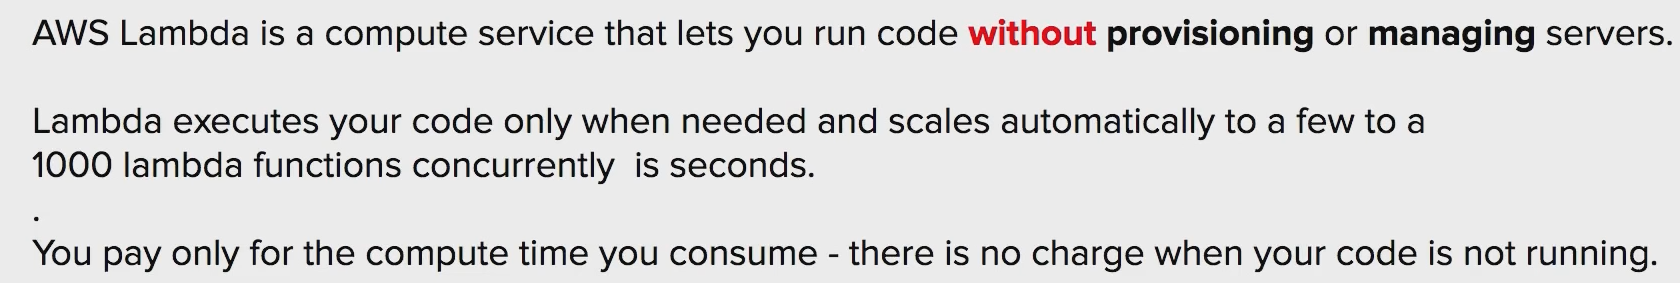 AWS Lambda is a compute service that lets you run code without provisioning or managing servers.
Lambda executes your code only when needed and scales automatically to a few to a
1000 lambda functions concurrently  is seconds.
.
You pay only for the compute time you consume - there is no charge when your code is not running.